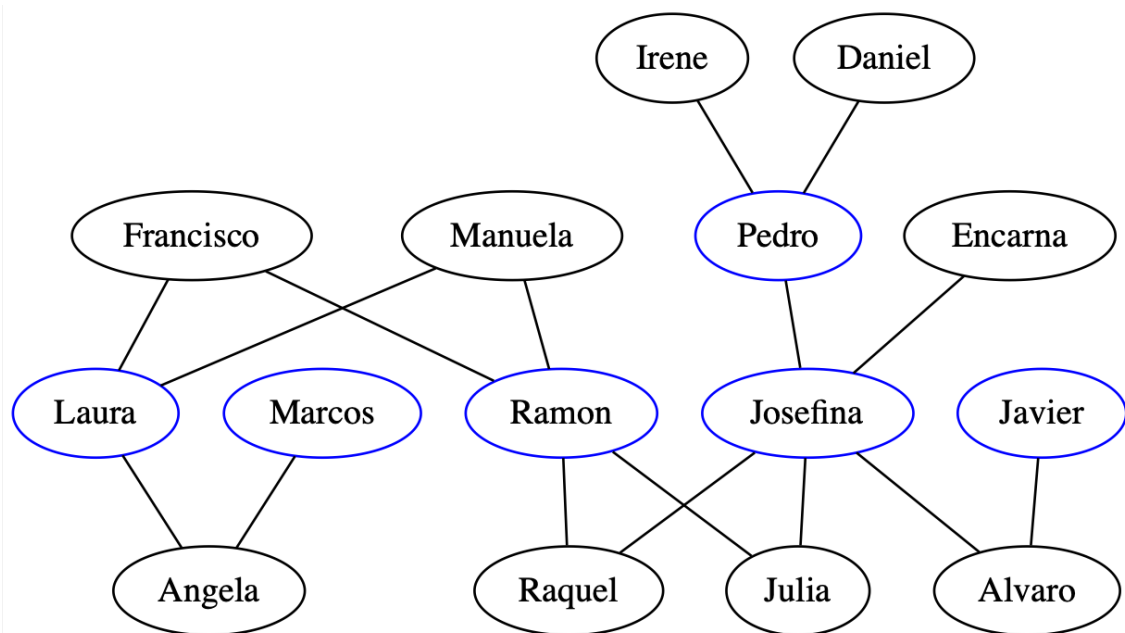 Irene
Daniel
Francisco
Manuela
Pedro
Encarna
Laura
Marcos
Ramon
Josefina
Javier
Angela
Raquel
Julia
Alvaro